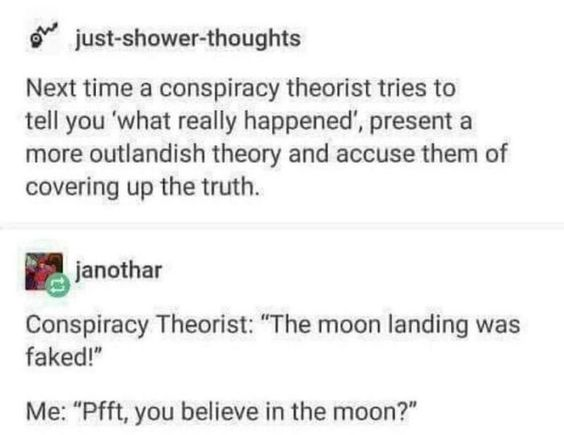 just-shower-thoughts
Next time a conspiracy theorist tries to
tell you 'what really happened', present a
more outlandish theory and accuse them of
covering up the truth.
janothar
Conspiracy Theorist: "The moon landing was
faked!"
Me: "Pfft, you believe in the moon?"